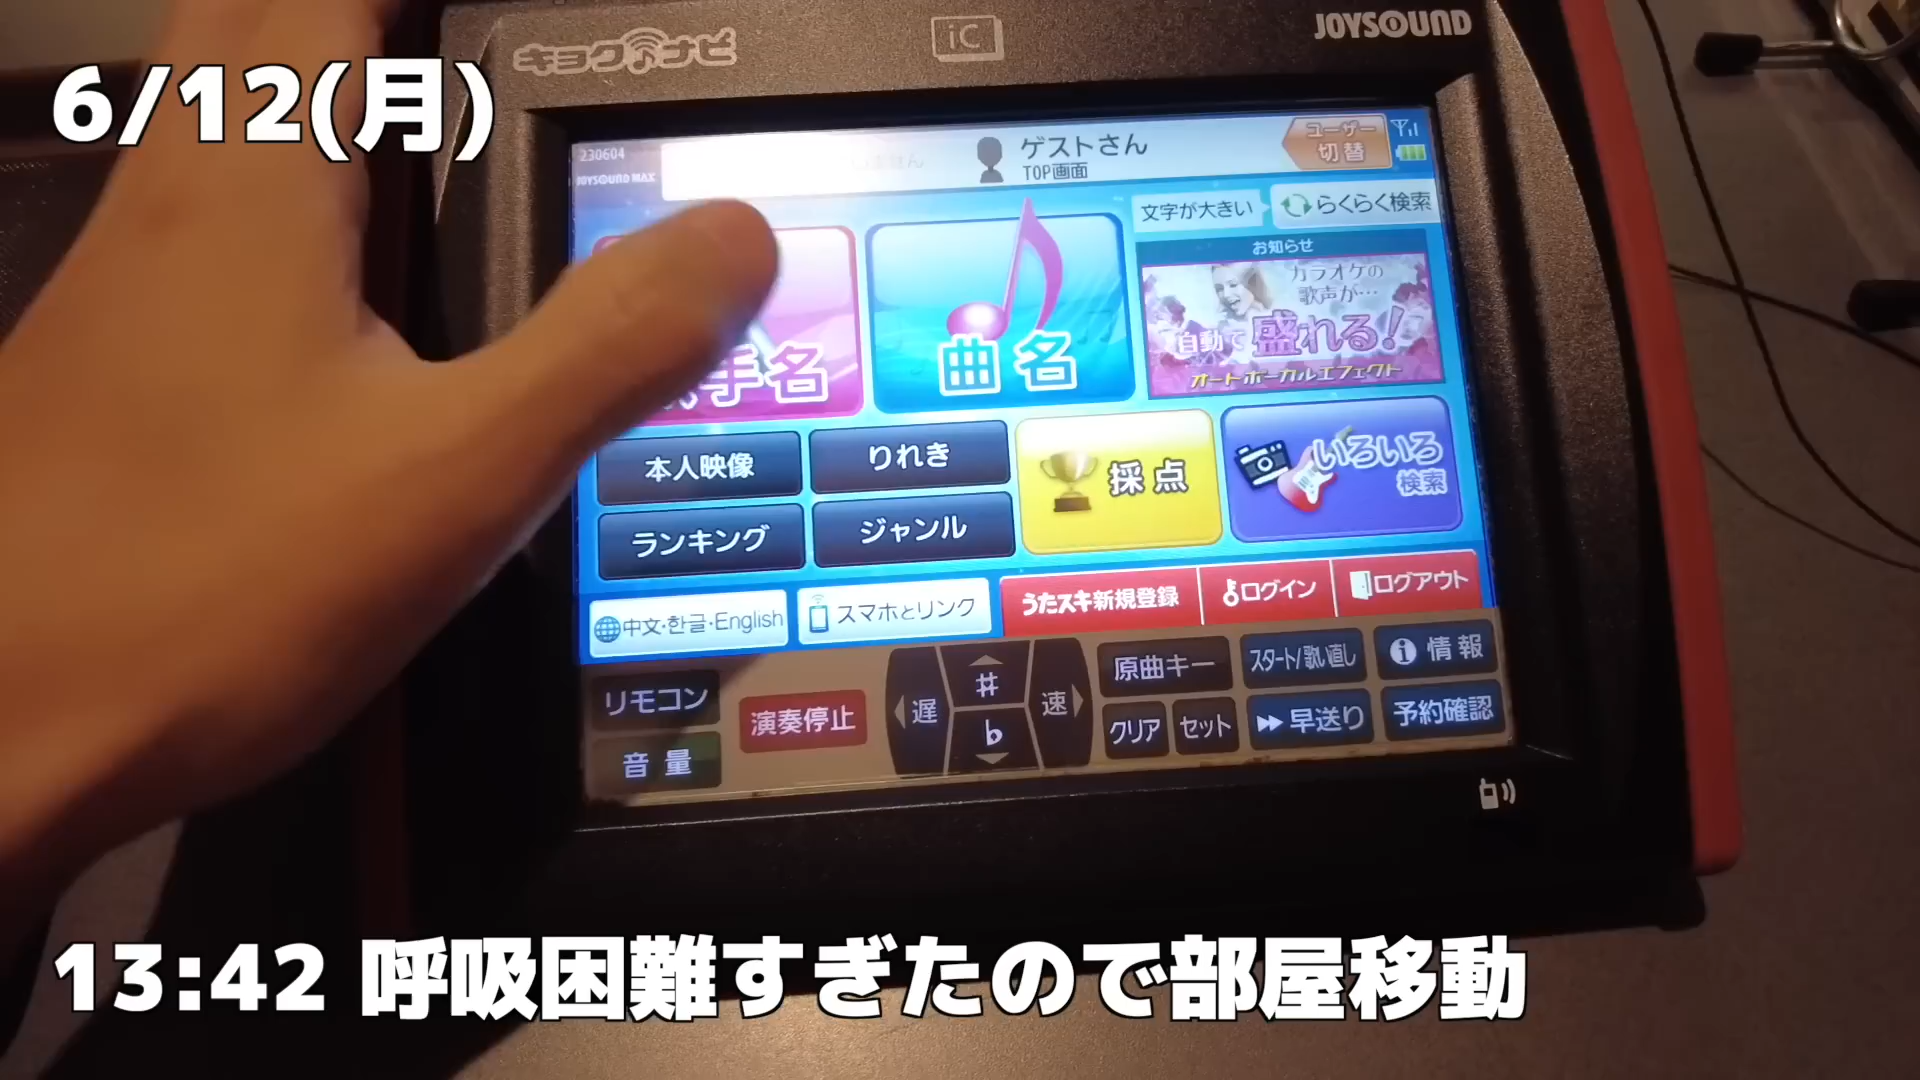 キョクナビ
iC
JOYSOUND
6/12(月)
230604
JOYSOUND MAX
ゲストさん
TOP画面
ユーザー
切替
文字が大きい
らくらく検索
手名
曲名
お知らせ
カラオケの
歌声が…
自動で盛れる!
オートボーカルエフェクト
本人映像
りれき
採点
いろいろ
検索
ランキング
ジャンル
中文・한글・English
スマホとリンク
うたスキ新規登録
ログイン
ログアウト
リモコン
演奏停止
遅
#
♭
速
原曲キー
スタート/歌い直し
情報
音量
クリア
セット
早送り
予約確認
13:42 呼吸困難すぎたので部屋移動